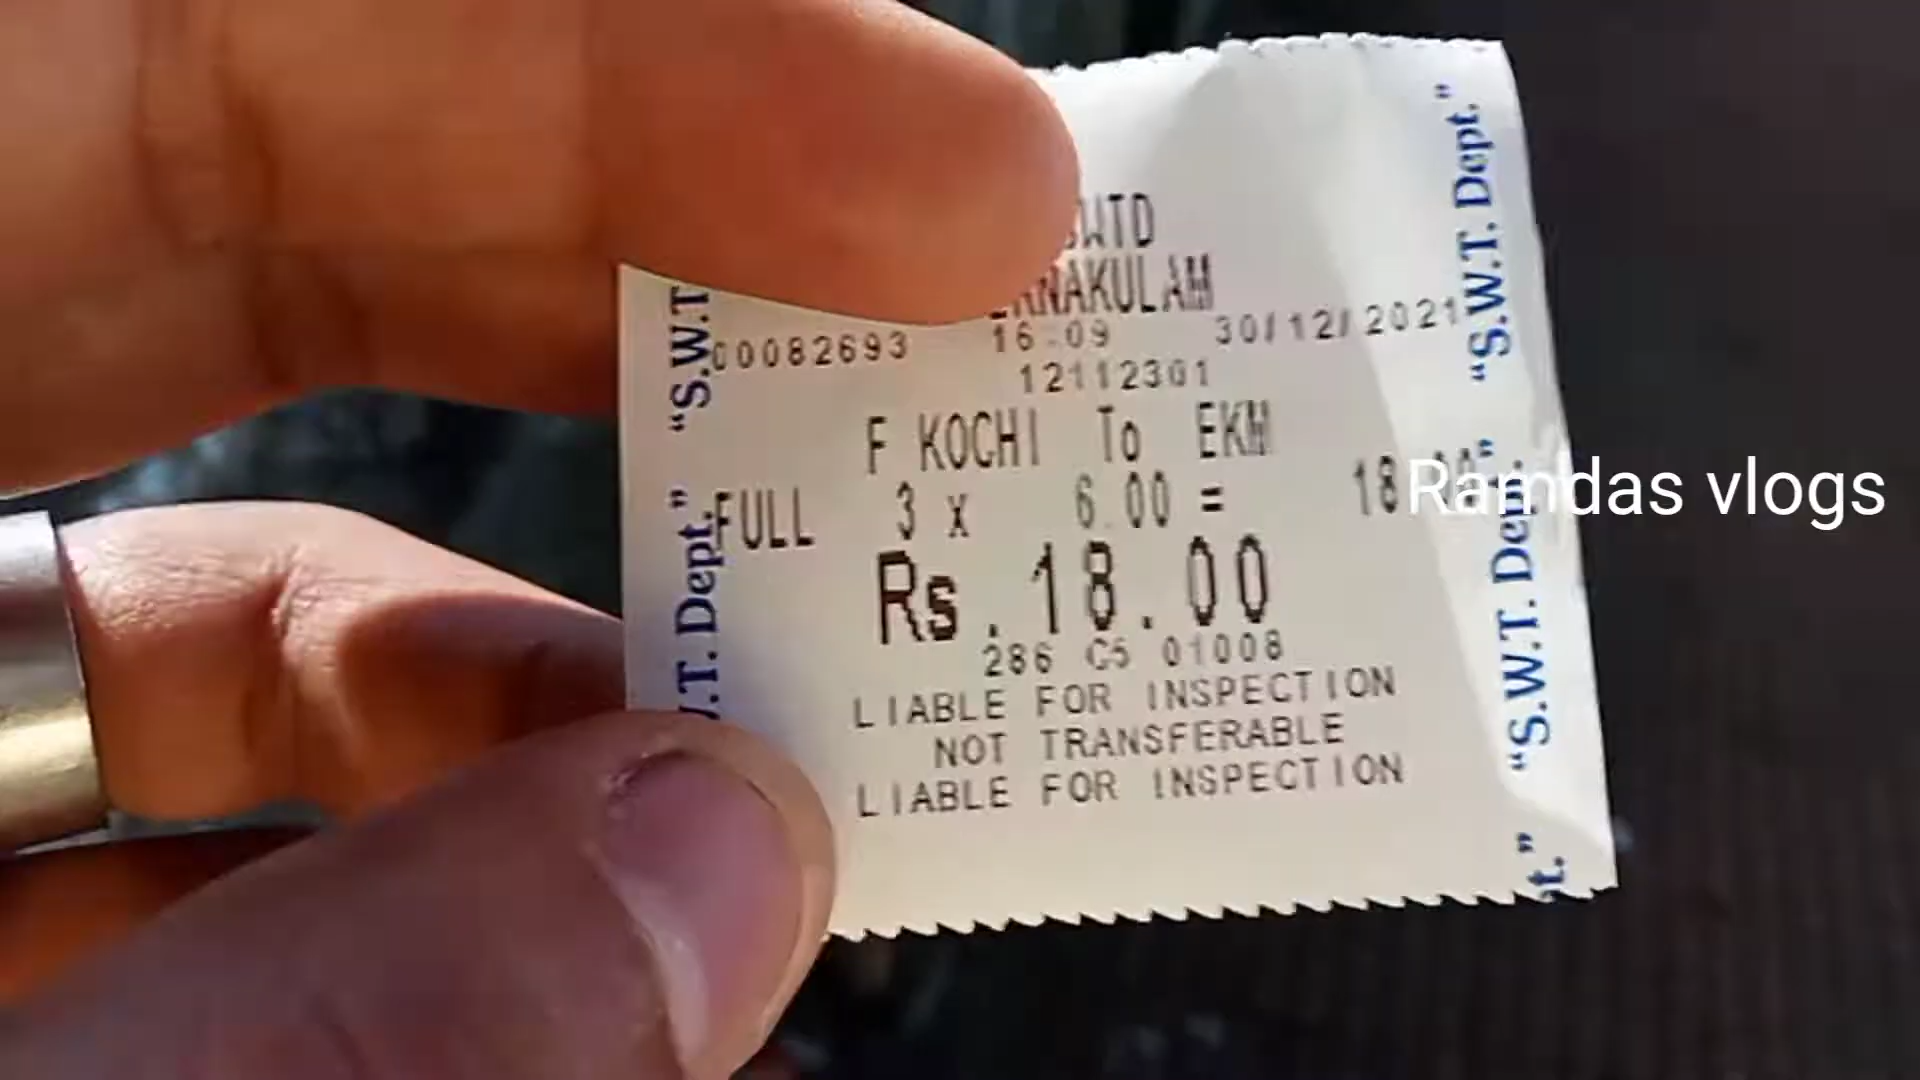 SWTD
ERNAKULAM
00082693 16:09 30/12/2021
12112301
F KOCHI To EKM
FULL 3 x 6.00 = 18.00
Rs.18.00
286 C5 01008
LIABLE FOR INSPECTION
NOT TRANSFERABLE
LIABLE FOR INSPECTION
"S.W.T. Dept."
"S.W.T. Dept."
"S.W.T. Dept."
Ramdas vlogs